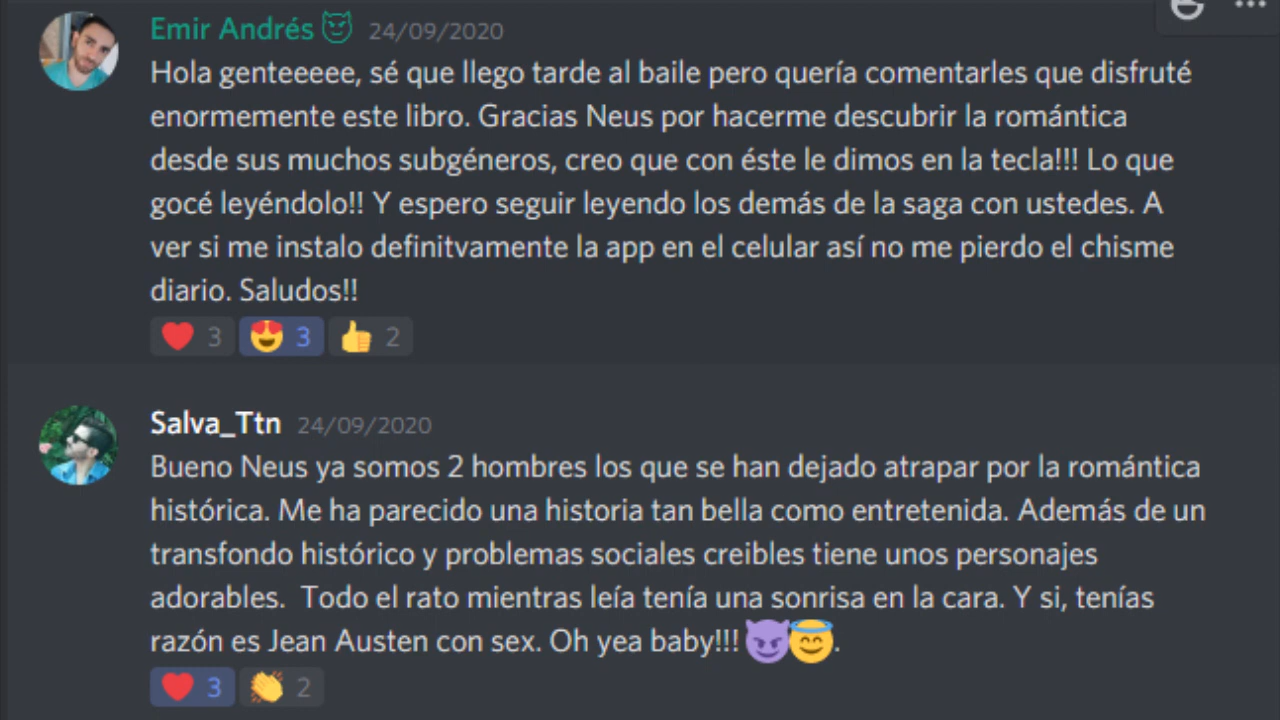 Emir Andrés 😈 24/09/2020
Hola genteeeee, sé que llego tarde al baile pero quería comentarles que disfruté
enormemente este libro. Gracias Neus por hacerme descubrir la romántica
desde sus muchos subgéneros, creo que con éste le dimos en la tecla!!! Lo que
gocé leyéndolo!! Y espero seguir leyendo los demás de la saga con ustedes. A
ver si me instalo definitvamente la app en el celular así no me pierdo el chisme
diario. Saludos!!
❤️ 3 😍 3 👍 2
Salva_Ttn 24/09/2020
Bueno Neus ya somos 2 hombres los que se han dejado atrapar por la romántica
histórica. Me ha parecido una historia tan bella como entretenida. Además de un
transfondo histórico y problemas sociales creibles tiene unos personajes
adorables.  Todo el rato mientras leía tenía una sonrisa en la cara. Y si, tenías
razón es Jean Austen con sex. Oh yea baby!!! 😈😇.
❤️ 3 👏 2